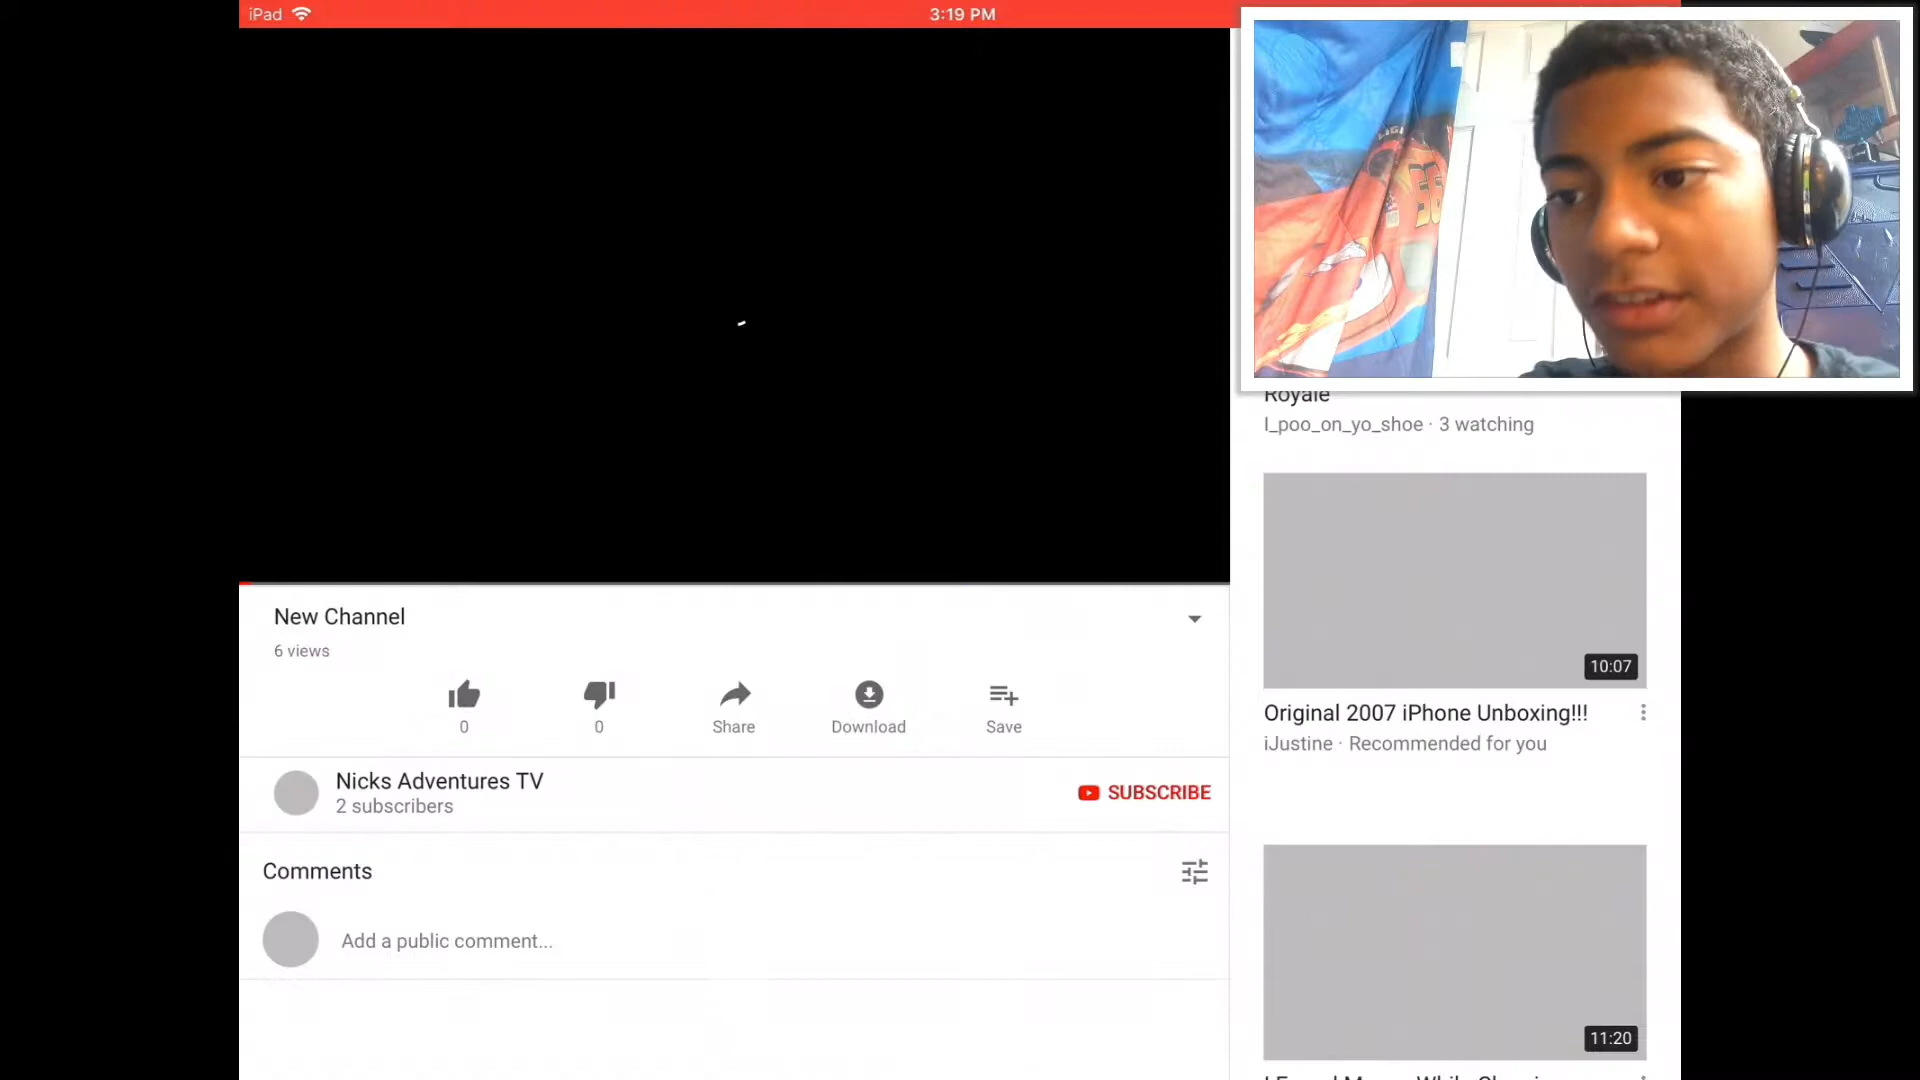 iPad
3:19 PM
Royale
I_poo_on_yo_shoe · 3 watching
10:07
Original 2007 iPhone Unboxing!!!
iJustine · Recommended for you
11:20
New Channel
6 views
0
0
Share
Download
Save
Nicks Adventures TV
2 subscribers
SUBSCRIBE
Comments
Add a public comment...